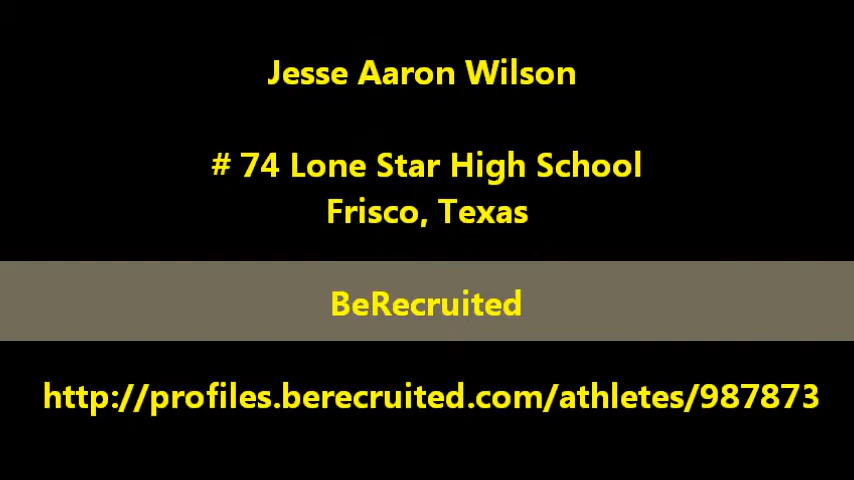 Jesse Aaron Wilson
# 74 Lone Star High School
Frisco, Texas
BeRecruited
http://profiles.berecruited.com/athletes/987873